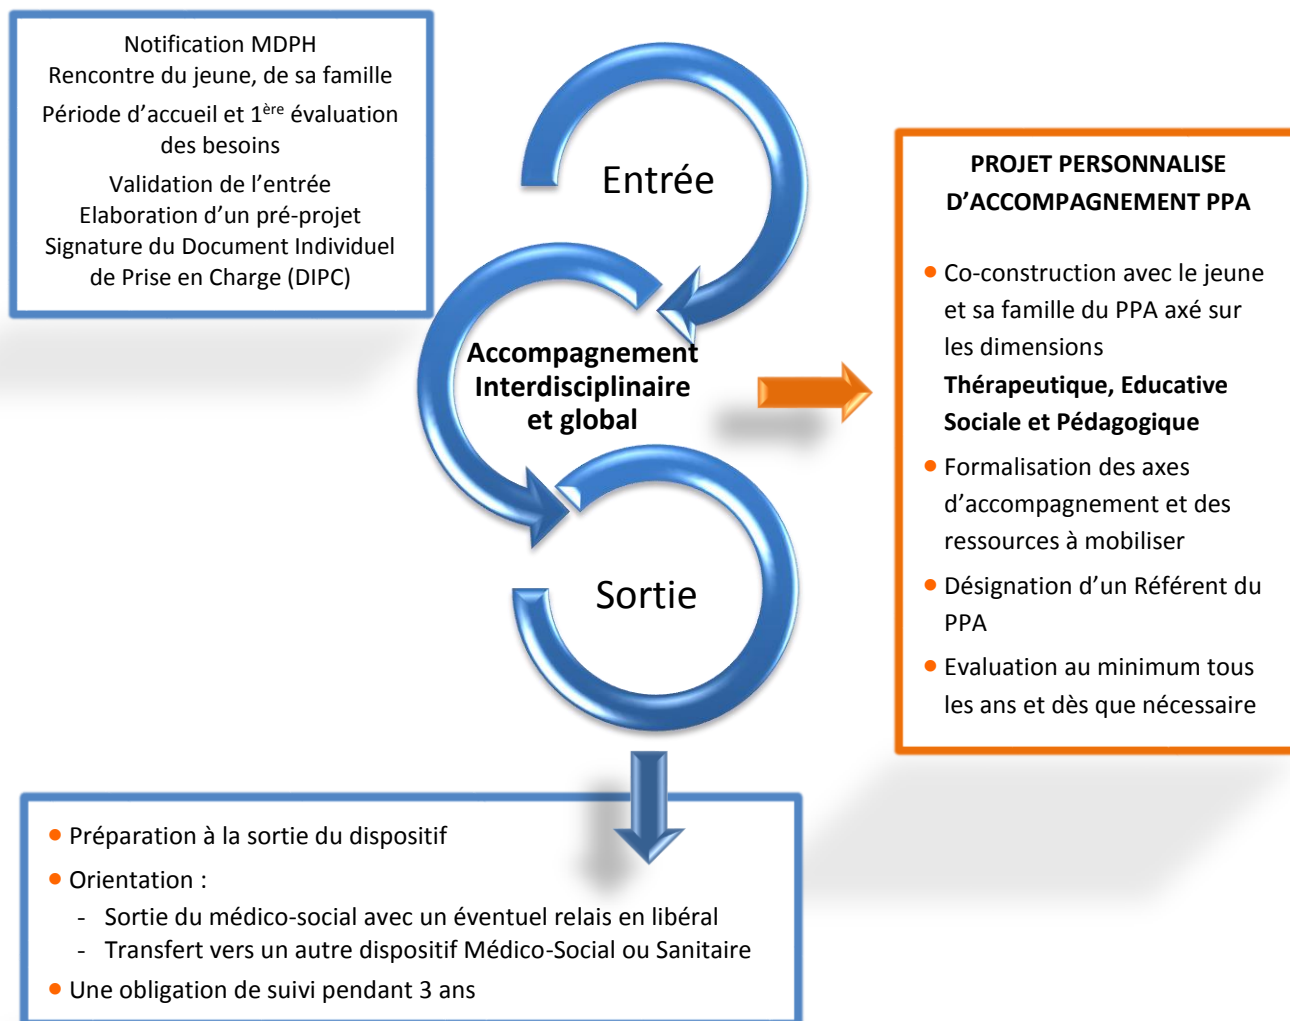 Notification MDPH
Rencontre du jeune, de sa famille
Période d’accueil et 1ère évaluation
des besoins
Validation de l’entrée
Elaboration d’un pré-projet
Signature du Document Individuel
de Prise en Charge (DIPC)
Entrée
Accompagnement
Interdisciplinaire
et global
Sortie
PROJET PERSONNALISE
D’ACCOMPAGNEMENT PPA
• Co-construction avec le jeune
et sa famille du PPA axé sur
les dimensions
Thérapeutique, Educative
Sociale et Pédagogique
• Formalisation des axes
d’accompagnement et des
ressources à mobiliser
• Désignation d’un Référent du
PPA
• Evaluation au minimum tous
les ans et dès que nécessaire
• Préparation à la sortie du dispositif
• Orientation :
- Sortie du médico-social avec un éventuel relais en libéral
- Transfert vers un autre dispositif Médico-Social ou Sanitaire
• Une obligation de suivi pendant 3 ans